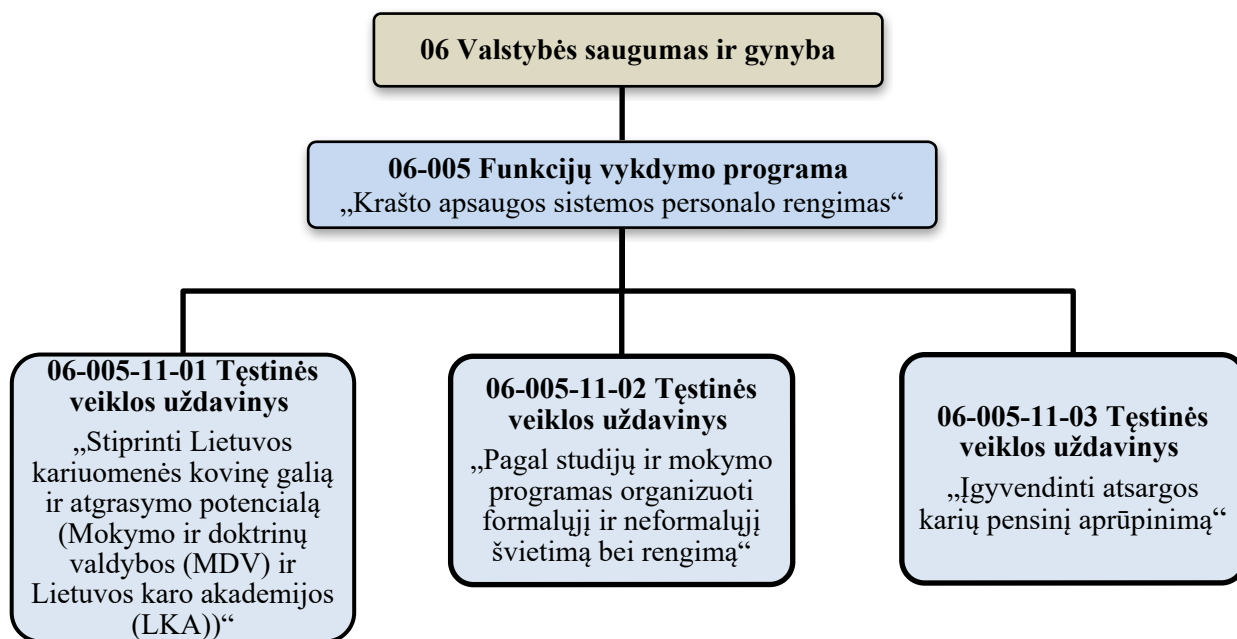 06 Valstybės saugumas ir gynyba
06-005 Funkcijų vykdymo programa
„Krašto apsaugos sistemos personalo rengimas“
06-005-11-01 Tęstinės
veiklos uždavinys
„Stiprinti Lietuvos
kariuomenės kovinę galią
ir atgrasymo potencialą
(Mokymo ir doktrinų
valdybos (MDV) ir
Lietuvos karo akademijos
(LKA))“
06-005-11-02 Tęstinės
veiklos uždavinys
„Pagal studijų ir mokymo
programas organizuoti
formalųjį ir neformalųjį
švietimą bei rengimą“
06-005-11-03 Tęstinės
veiklos uždavinys
„Įgyvendinti atsargos
karių pensinį aprūpinimą“